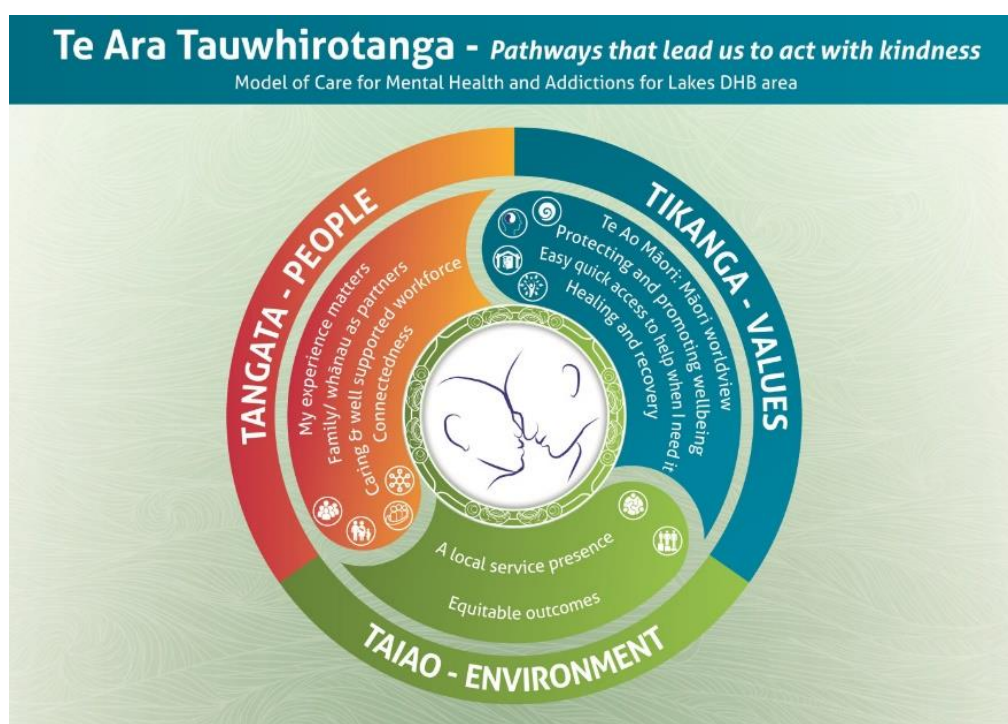 Te Ara Tauwhirotanga - Pathways that lead us to act with kindness
Model of Care for Mental Health and Addictions for Lakes DHB area
TANGATA - PEOPLE
My experience matters
Family/ whānau as partners
Caring & well supported workforce
Connectedness
TIKANGA - VALUES
Te Ao Māori: Māori worldview
Protecting and promoting wellbeing
Easy quick access to help when I need it
Healing and recovery
A local service presence
Equitable outcomes
TAIAO - ENVIRONMENT